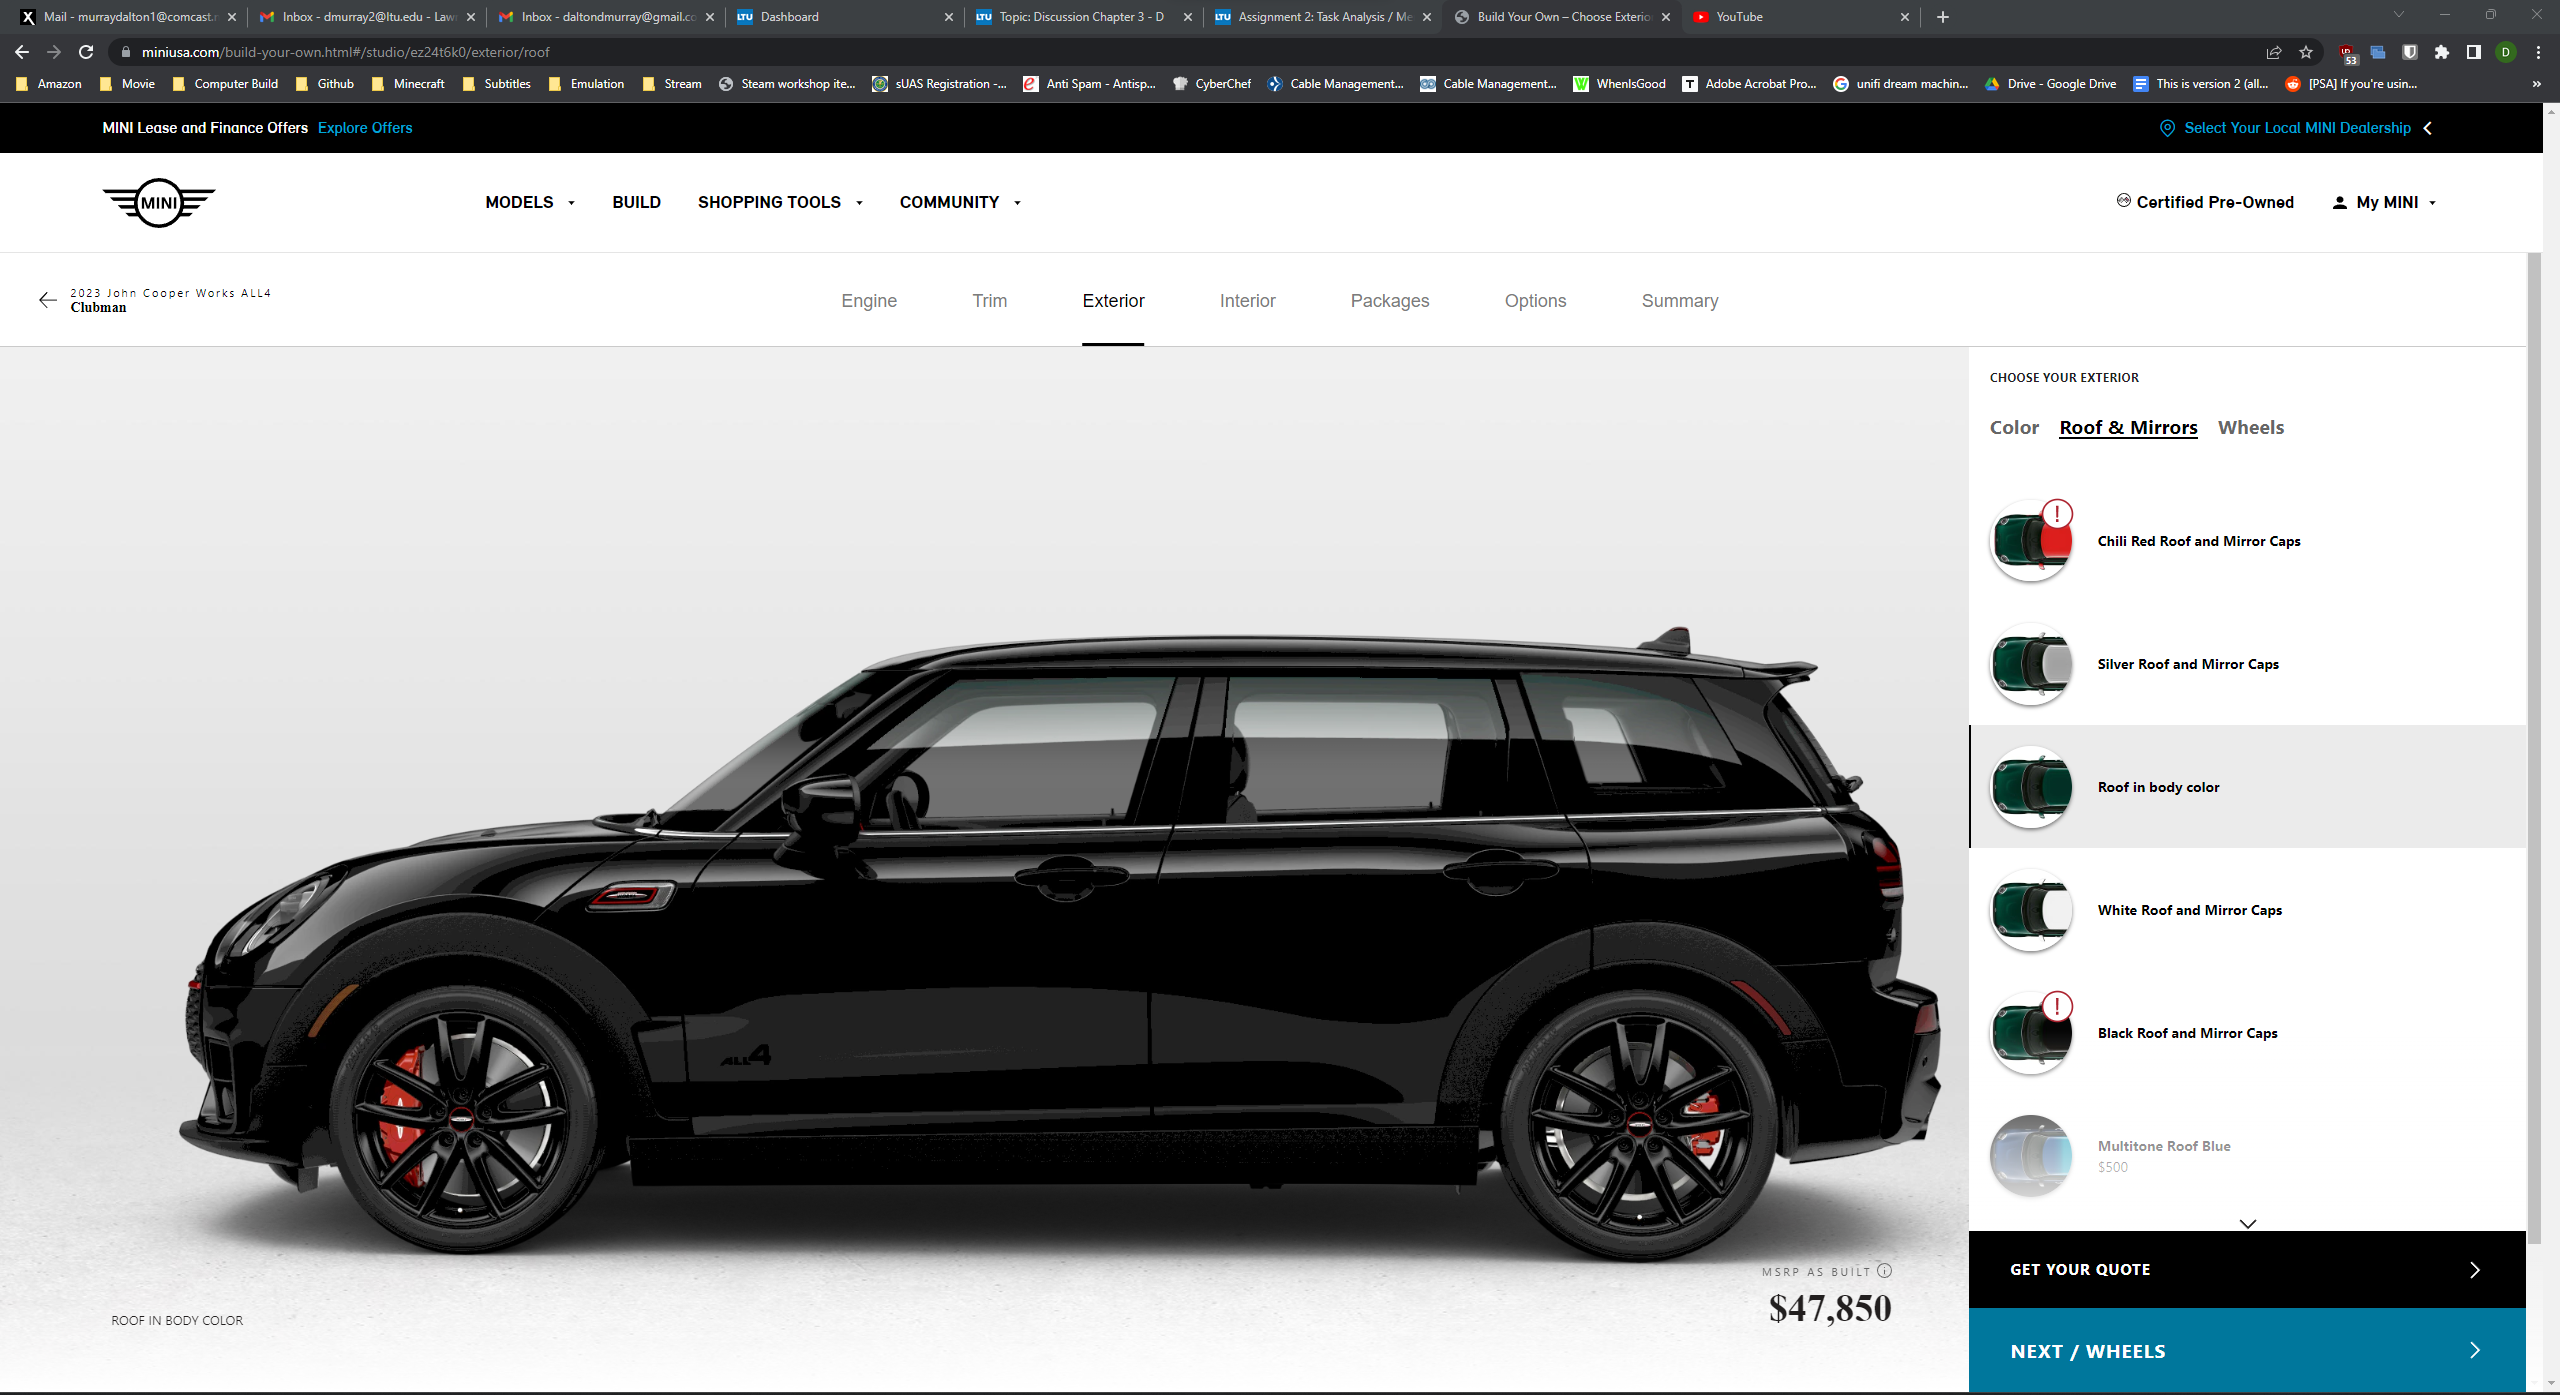 Mail - murraydalton1@comcast.n
Inbox - dmurray2@ltu.edu - Lawr
Inbox - daltondmurray@gmail.co
LTU Dashboard
LTU Topic: Discussion Chapter 3 - D
LTU Assignment 2: Task Analysis / Me
Build Your Own – Choose Exterio
YouTube
miniusa.com/build-your-own.html#/studio/ez24t6k0/exterior/roof
53
D
Amazon
Movie
Computer Build
Github
Minecraft
Subtitles
Emulation
Stream
Steam workshop ite...
sUAS Registration -...
Anti Spam - Antisp...
CyberChef
Cable Management...
Cable Management...
WhenIsGood
Adobe Acrobat Pro...
unifi dream machin...
Drive - Google Drive
This is version 2 (all...
[PSA] If you're usin...
MINI Lease and Finance Offers Explore Offers
Select Your Local MINI Dealership
MINI
MODELS
BUILD
SHOPPING TOOLS
COMMUNITY
Certified Pre-Owned
My MINI
2023 John Cooper Works ALL4
Clubman
Engine
Trim
Exterior
Interior
Packages
Options
Summary
CHOOSE YOUR EXTERIOR
Color Roof & Mirrors Wheels
Chili Red Roof and Mirror Caps
Silver Roof and Mirror Caps
Roof in body color
White Roof and Mirror Caps
Black Roof and Mirror Caps
Multitone Roof Blue
$500
ALL4
MSRP AS BUILT
$47,850
ROOF IN BODY COLOR
GET YOUR QUOTE
NEXT / WHEELS